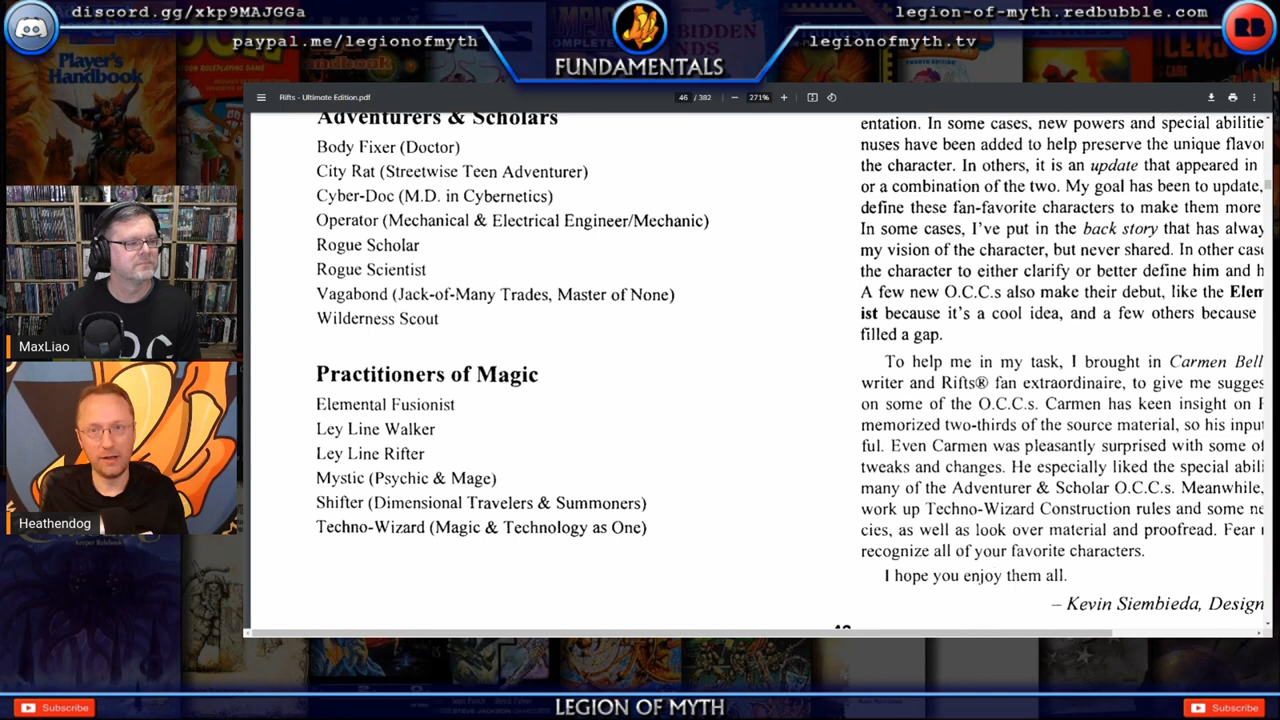 discord.gg/xkp9MAJGGa
paypal.me/legionofmyth
FUNDAMENTALS
legion-of-myth.redbubble.com
legionofmyth.tv
RB
Player's
Handbook
Rifts - Ultimate Edition.pdf
46 / 382
271%
Adventurers & Scholars
Body Fixer (Doctor)
City Rat (Streetwise Teen Adventurer)
Cyber-Doc (M.D. in Cybernetics)
Operator (Mechanical & Electrical Engineer/Mechanic)
Rogue Scholar
Rogue Scientist
Vagabond (Jack-of-Many Trades, Master of None)
Wilderness Scout
Practitioners of Magic
Elemental Fusionist
Ley Line Walker
Ley Line Rifter
Mystic (Psychic & Mage)
Shifter (Dimensional Travelers & Summoners)
Techno-Wizard (Magic & Technology as One)
entation. In some cases, new powers and special abilitie
nuses have been added to help preserve the unique flavo
the character. In others, it is an update that appeared in
or a combination of the two. My goal has been to update,
define these fan-favorite characters to make them more
In some cases, I've put in the back story that has alway
my vision of the character, but never shared. In other case
the character to either clarify or better define him and h
A few new O.C.C.s also make their debut, like the Elem
ist because it's a cool idea, and a few others because
filled a gap.
To help me in my task, I brought in Carmen Bell
writer and Rifts® fan extraordinaire, to give me sugges
on some of the O.C.C.s. Carmen has keen insight on
memorized two-thirds of the source material, so his input
ful. Even Carmen was pleasantly surprised with some of
tweaks and changes. He especially liked the special abili
many of the Adventurer & Scholar O.C.C.s. Meanwhile,
work up Techno-Wizard Construction rules and some ne
cies, as well as look over material and proofread. Fear
recognize all of your favorite characters.
I hope you enjoy them all.
– Kevin Siembieda, Design
MaxLiao
Heathendog
Subscribe
LEGION OF MYTH
Subscribe